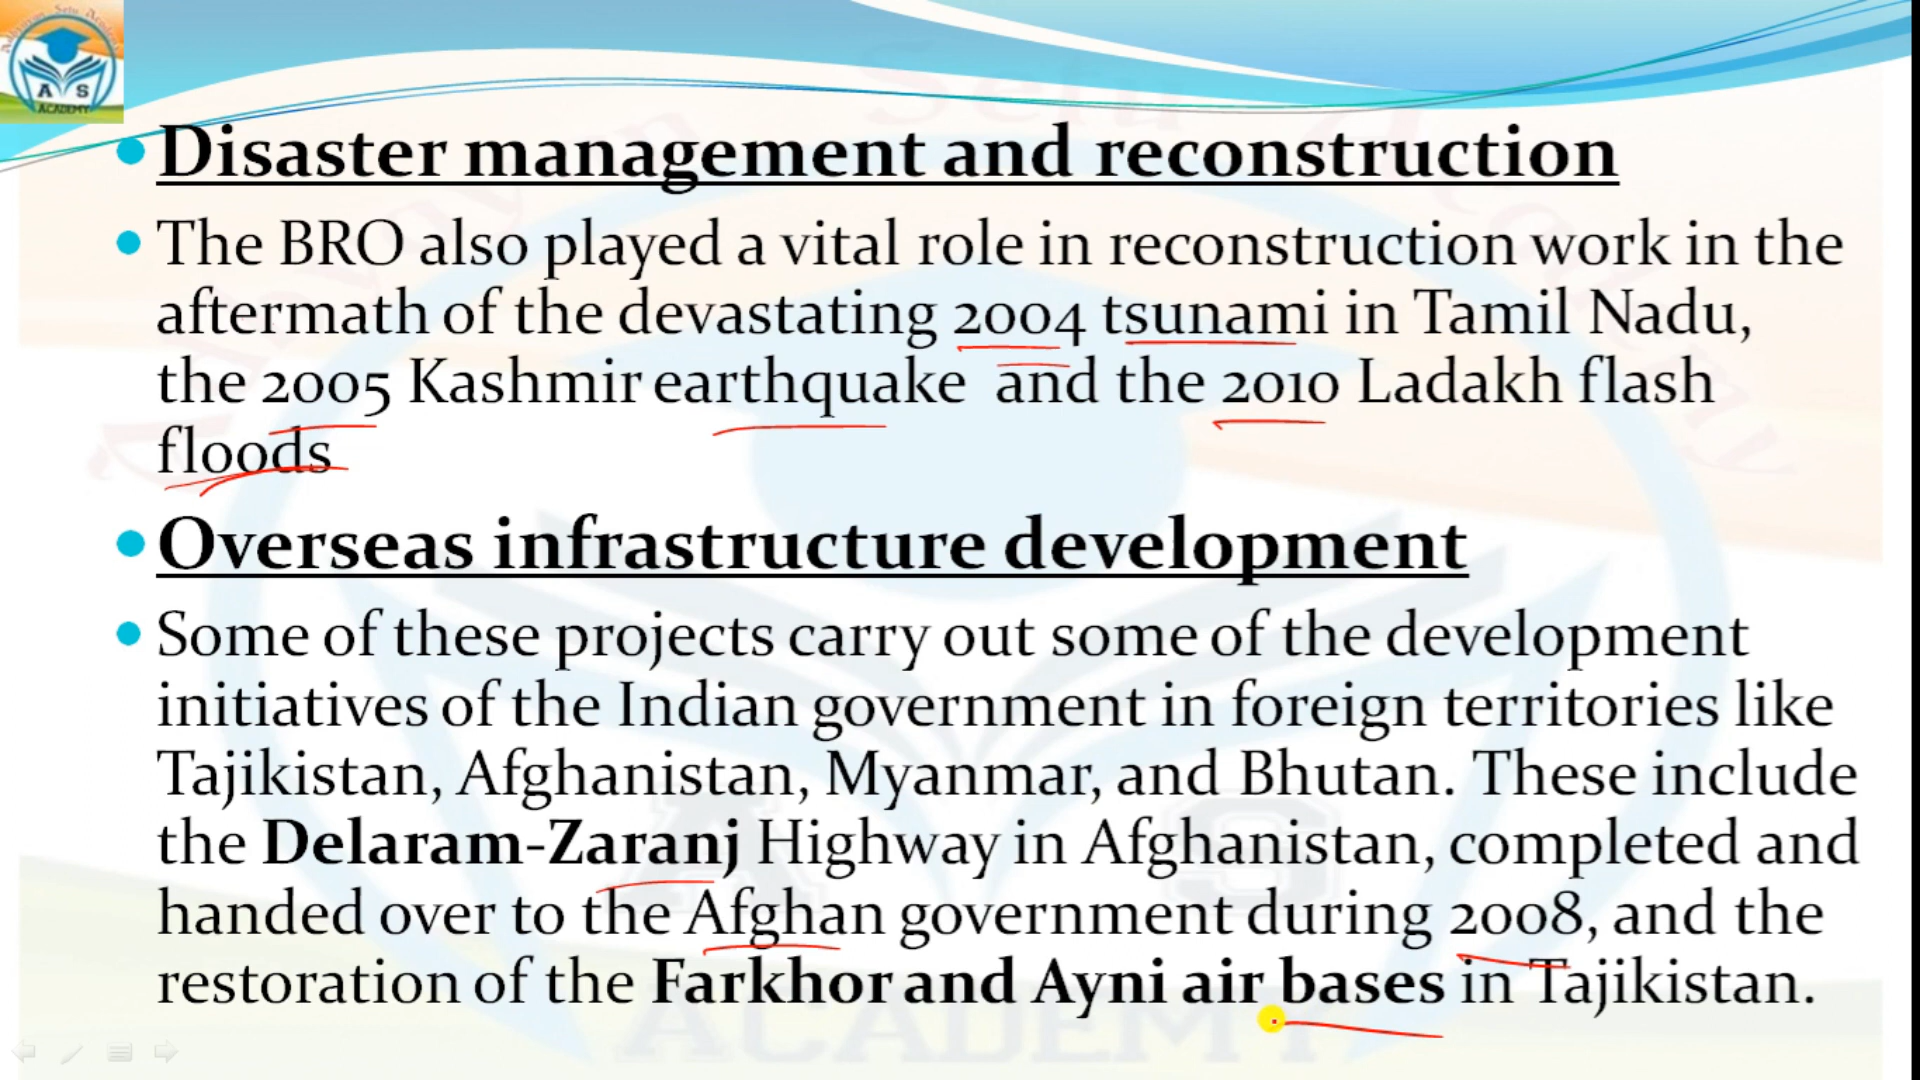 Adhyayan Setu Academy
A S
ACADEMY
Disaster management and reconstruction
The BRO also played a vital role in reconstruction work in the
aftermath of the devastating 2004 tsunami in Tamil Nadu,
the 2005 Kashmir earthquake and the 2010 Ladakh flash
floods
Overseas infrastructure development
Some of these projects carry out some of the development
initiatives of the Indian government in foreign territories like
Tajikistan, Afghanistan, Myanmar, and Bhutan. These include
the Delaram-Zaranj Highway in Afghanistan, completed and
handed over to the Afghan government during 2008, and the
restoration of the Farkhor and Ayni air bases in Tajikistan.